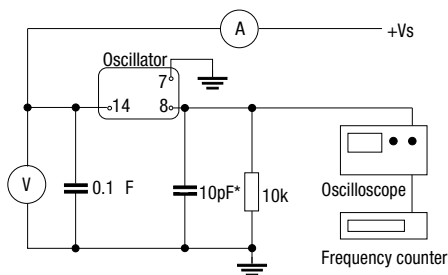 A
+Vs
Oscillator
7
14
8
V
0.1 F
10pF*
10k
Oscilloscope
Frequency counter